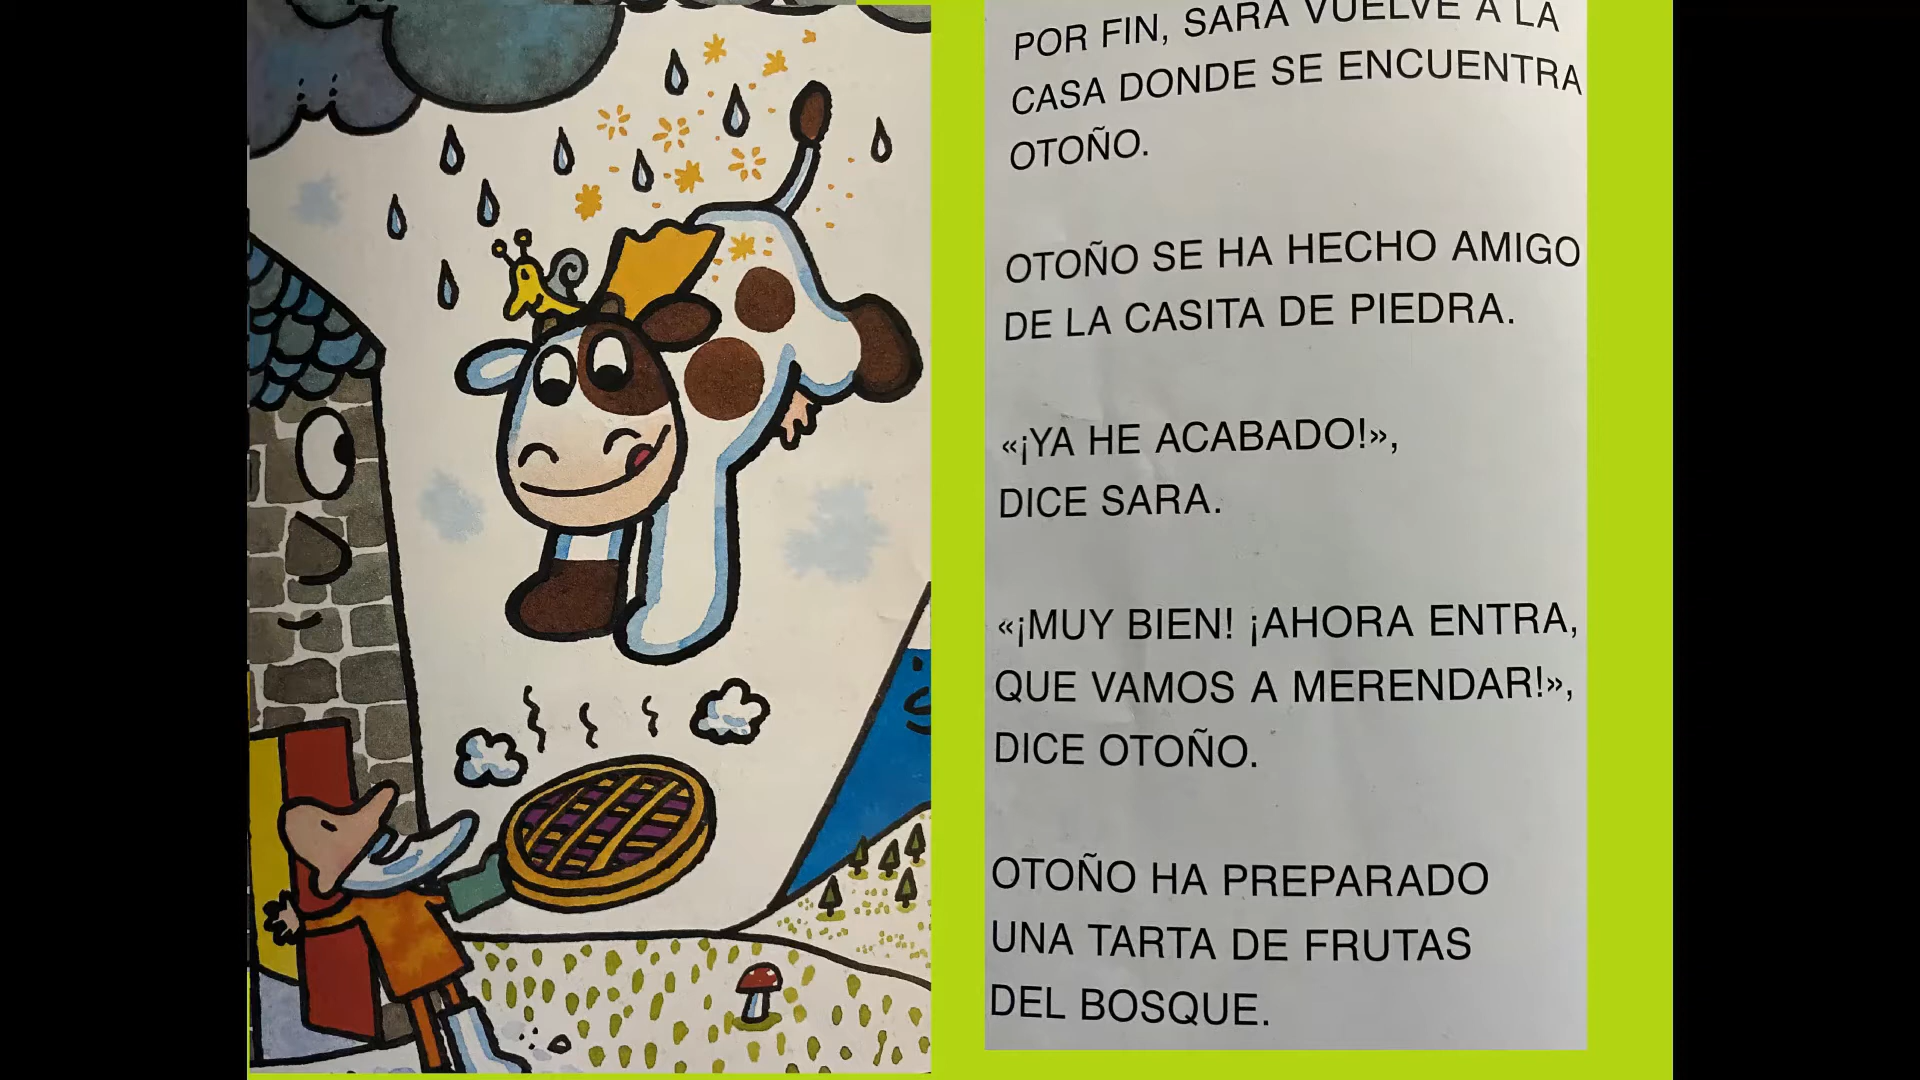 POR FIN, SARA VUELVE A LA
CASA DONDE SE ENCUENTRA
OTOÑO.
OTOÑO SE HA HECHO AMIGO
DE LA CASITA DE PIEDRA.
«¡YA HE ACABADO!»,
DICE SARA.
«¡MUY BIEN! ¡AHORA ENTRA,
QUE VAMOS A MERENDAR!»,
DICE OTOÑO.
OTOÑO HA PREPARADO
UNA TARTA DE FRUTAS
DEL BOSQUE.